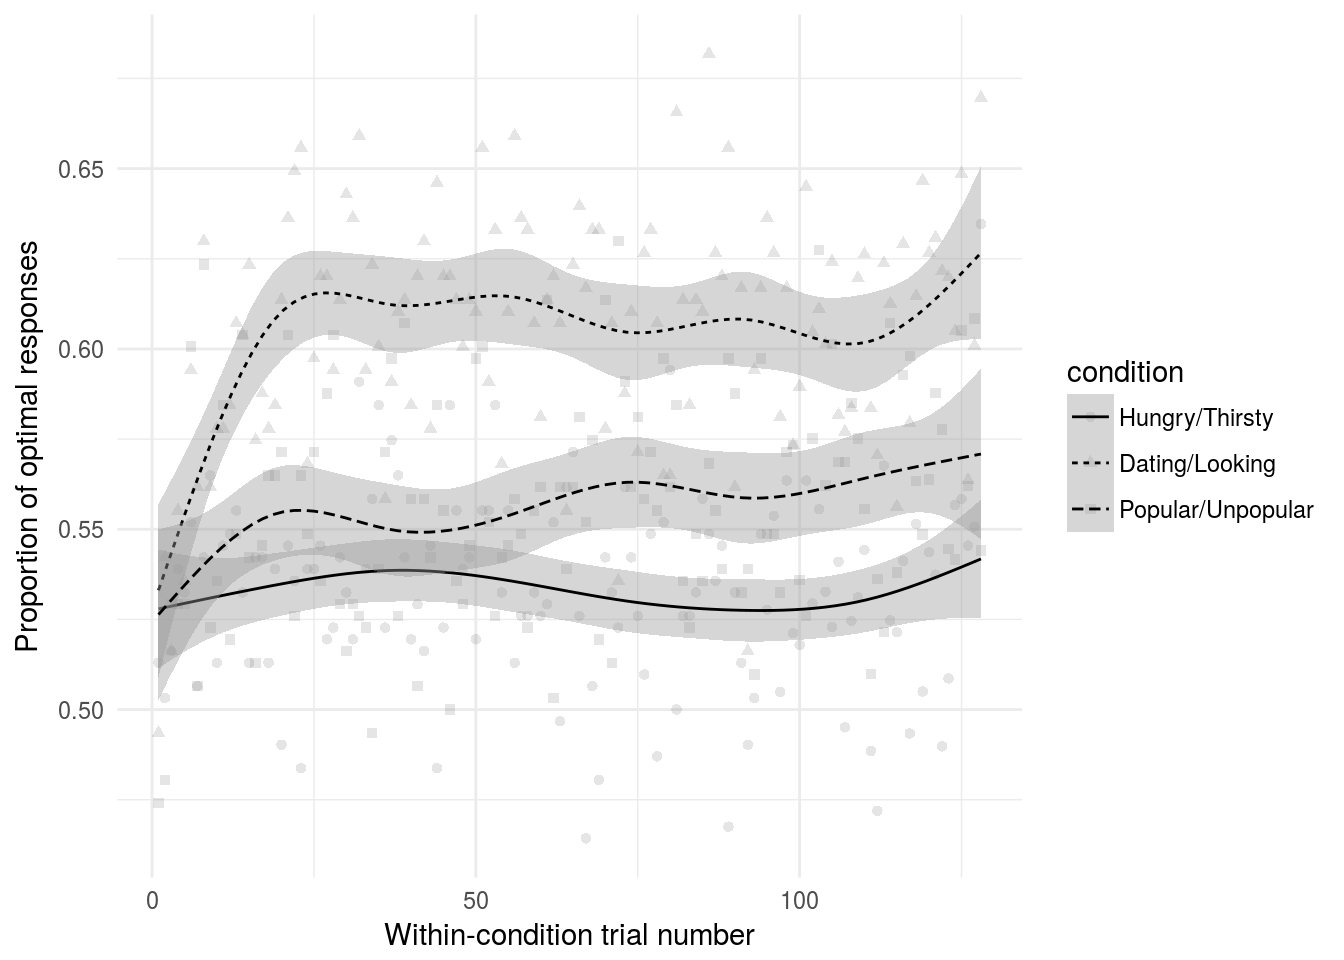 Proportion of optimal responses
0.65
0.60
0.55
0.50
0
50
100
Within-condition trial number
condition
Hungry/Thirsty
Dating/Looking
Popular/Unpopular